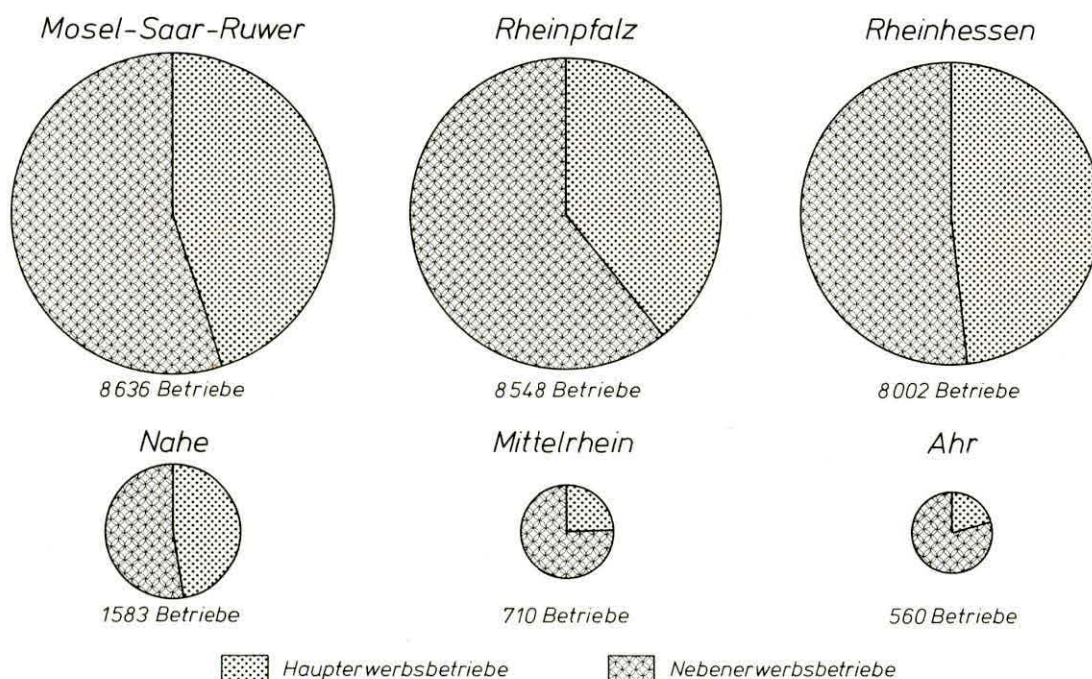 Mosel-Saar-Ruwer
Rheinpfalz
Rheinhessen
8636 Betriebe
8548 Betriebe
8002 Betriebe
Nahe
Mittelrhein
Ahr
1583 Betriebe
710 Betriebe
560 Betriebe
Haupterwerbsbetriebe
Nebenerwerbsbetriebe